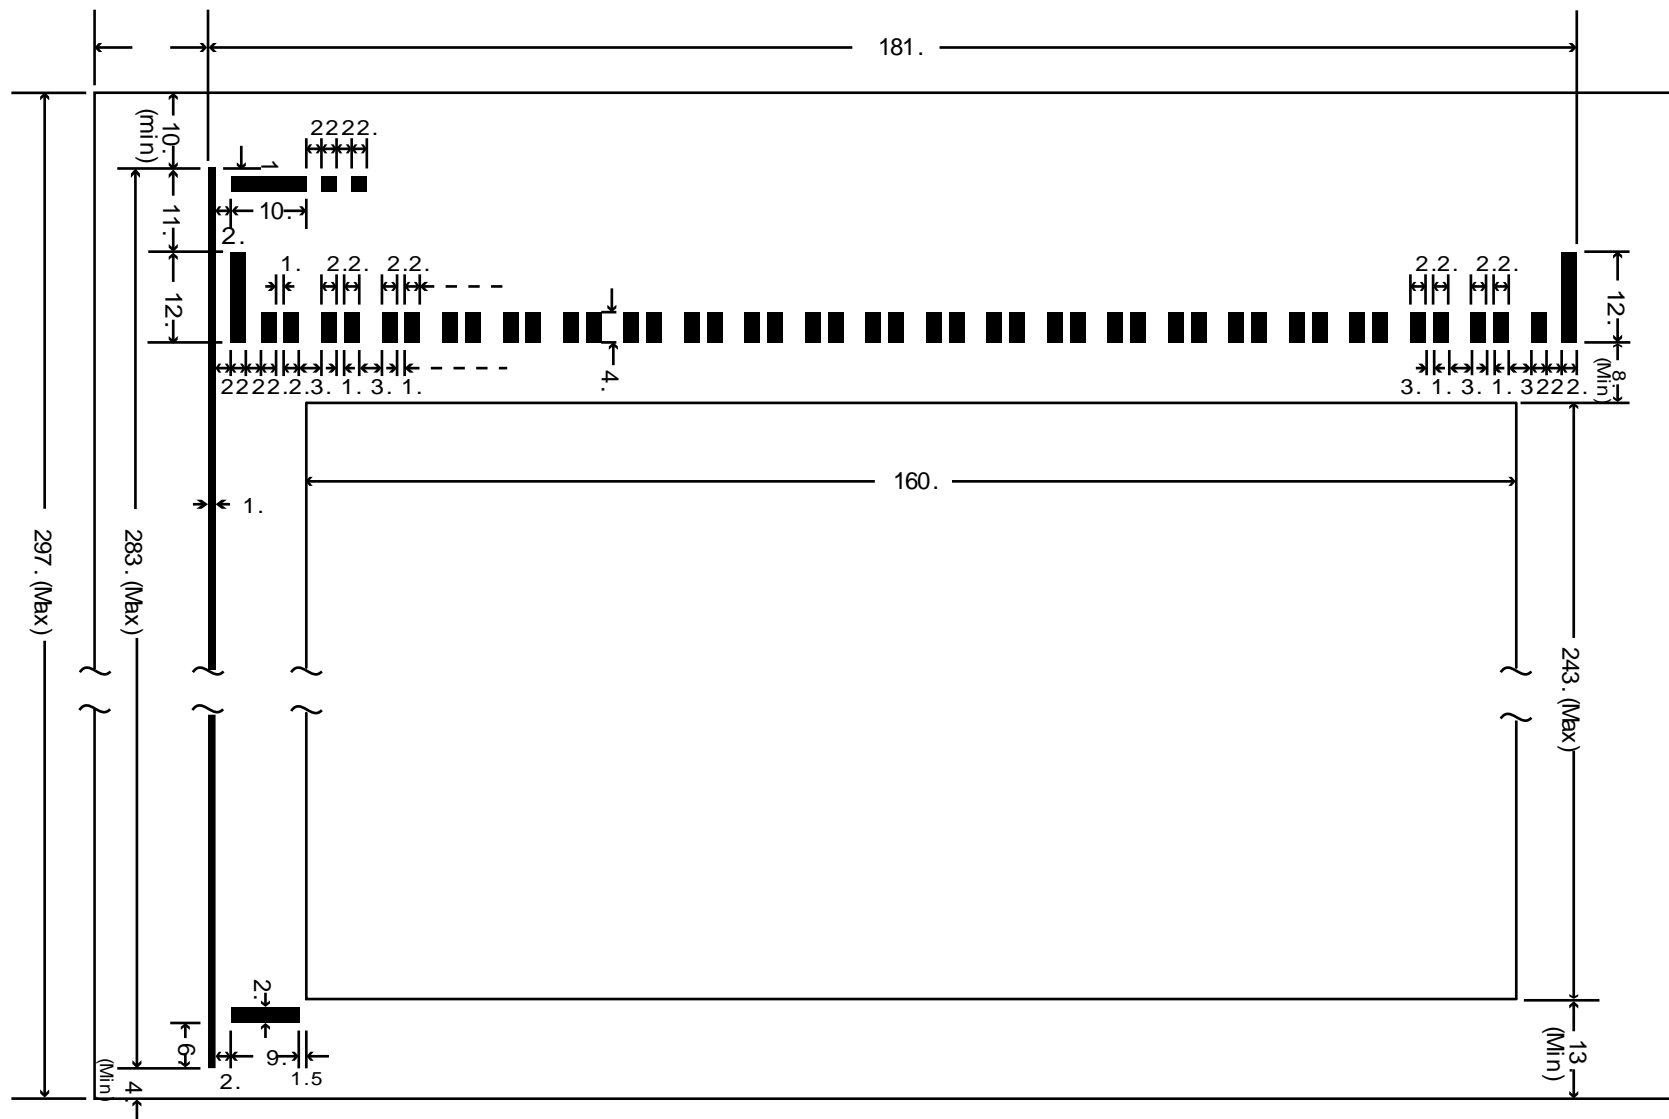 181.
10.
(min)
2222.
1
11.
10.
2.
1.
2.2.
2.2.
2.2.
2.2.
12.
12.
4.
2222.2.3. 1. 3. 1.
3. 1. 3. 1. 3222.
8.
(Min)
160.
1.
297. (Max)
283. (Max)
243. (Max)
2.
6.
9.
2.
1.5
13.
(Min)
4.
(Min)